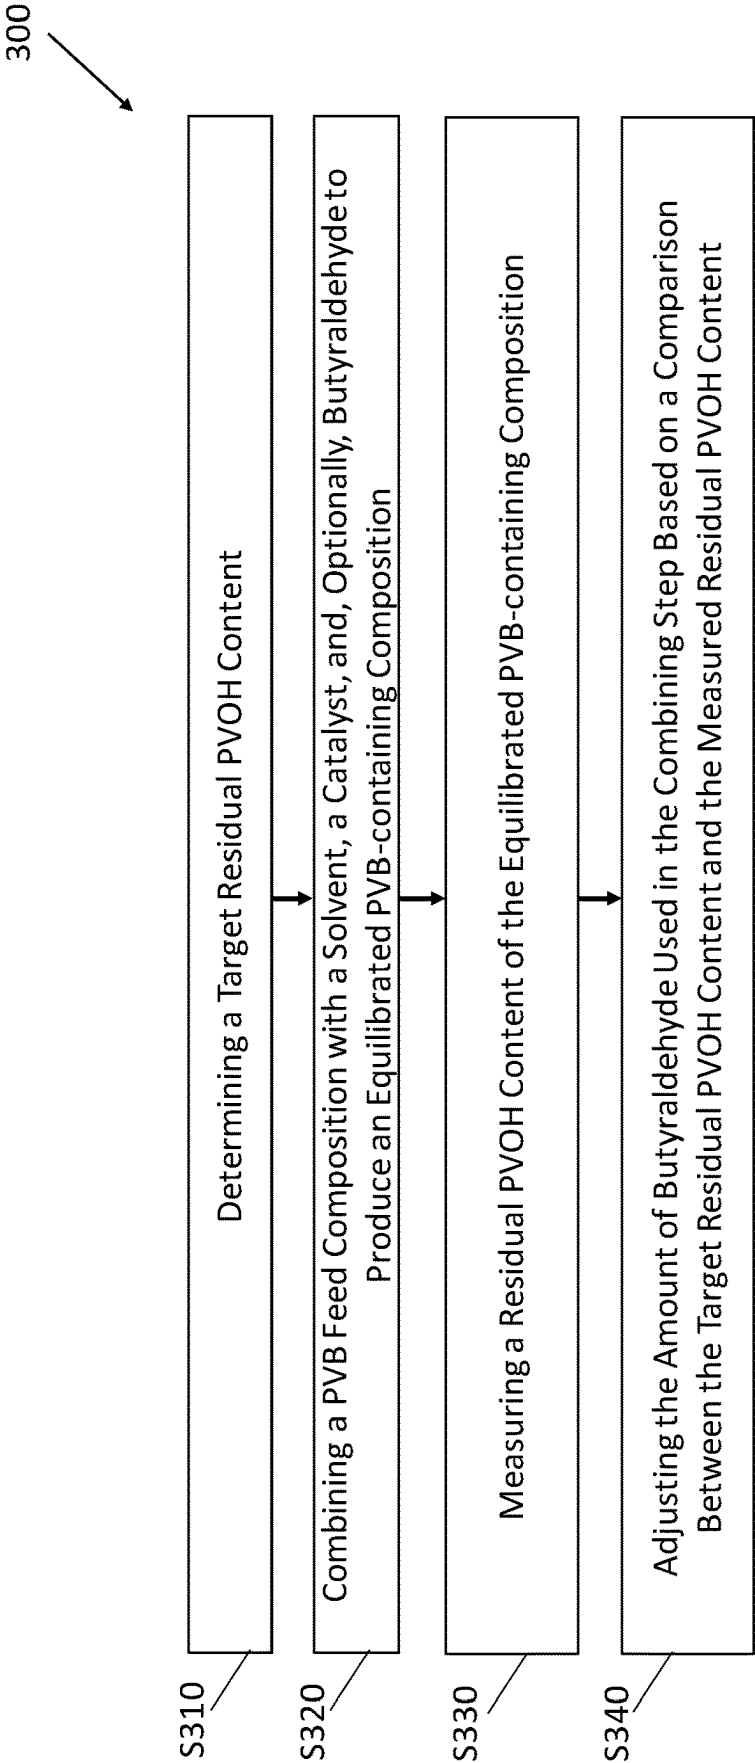 300
S310
Determining a Target Residual PVOH Content
S320
Combining a PVB Feed Composition with a Solvent, a Catalyst, and, Optionally, Butyraldehyde to
Produce an Equilibrated PVB-containing Composition
S330
Measuring a Residual PVOH Content of the Equilibrated PVB-containing Composition
S340
Adjusting the Amount of Butyraldehyde Used in the Combining Step Based on a Comparison
Between the Target Residual PVOH Content and the Measured Residual PVOH Content